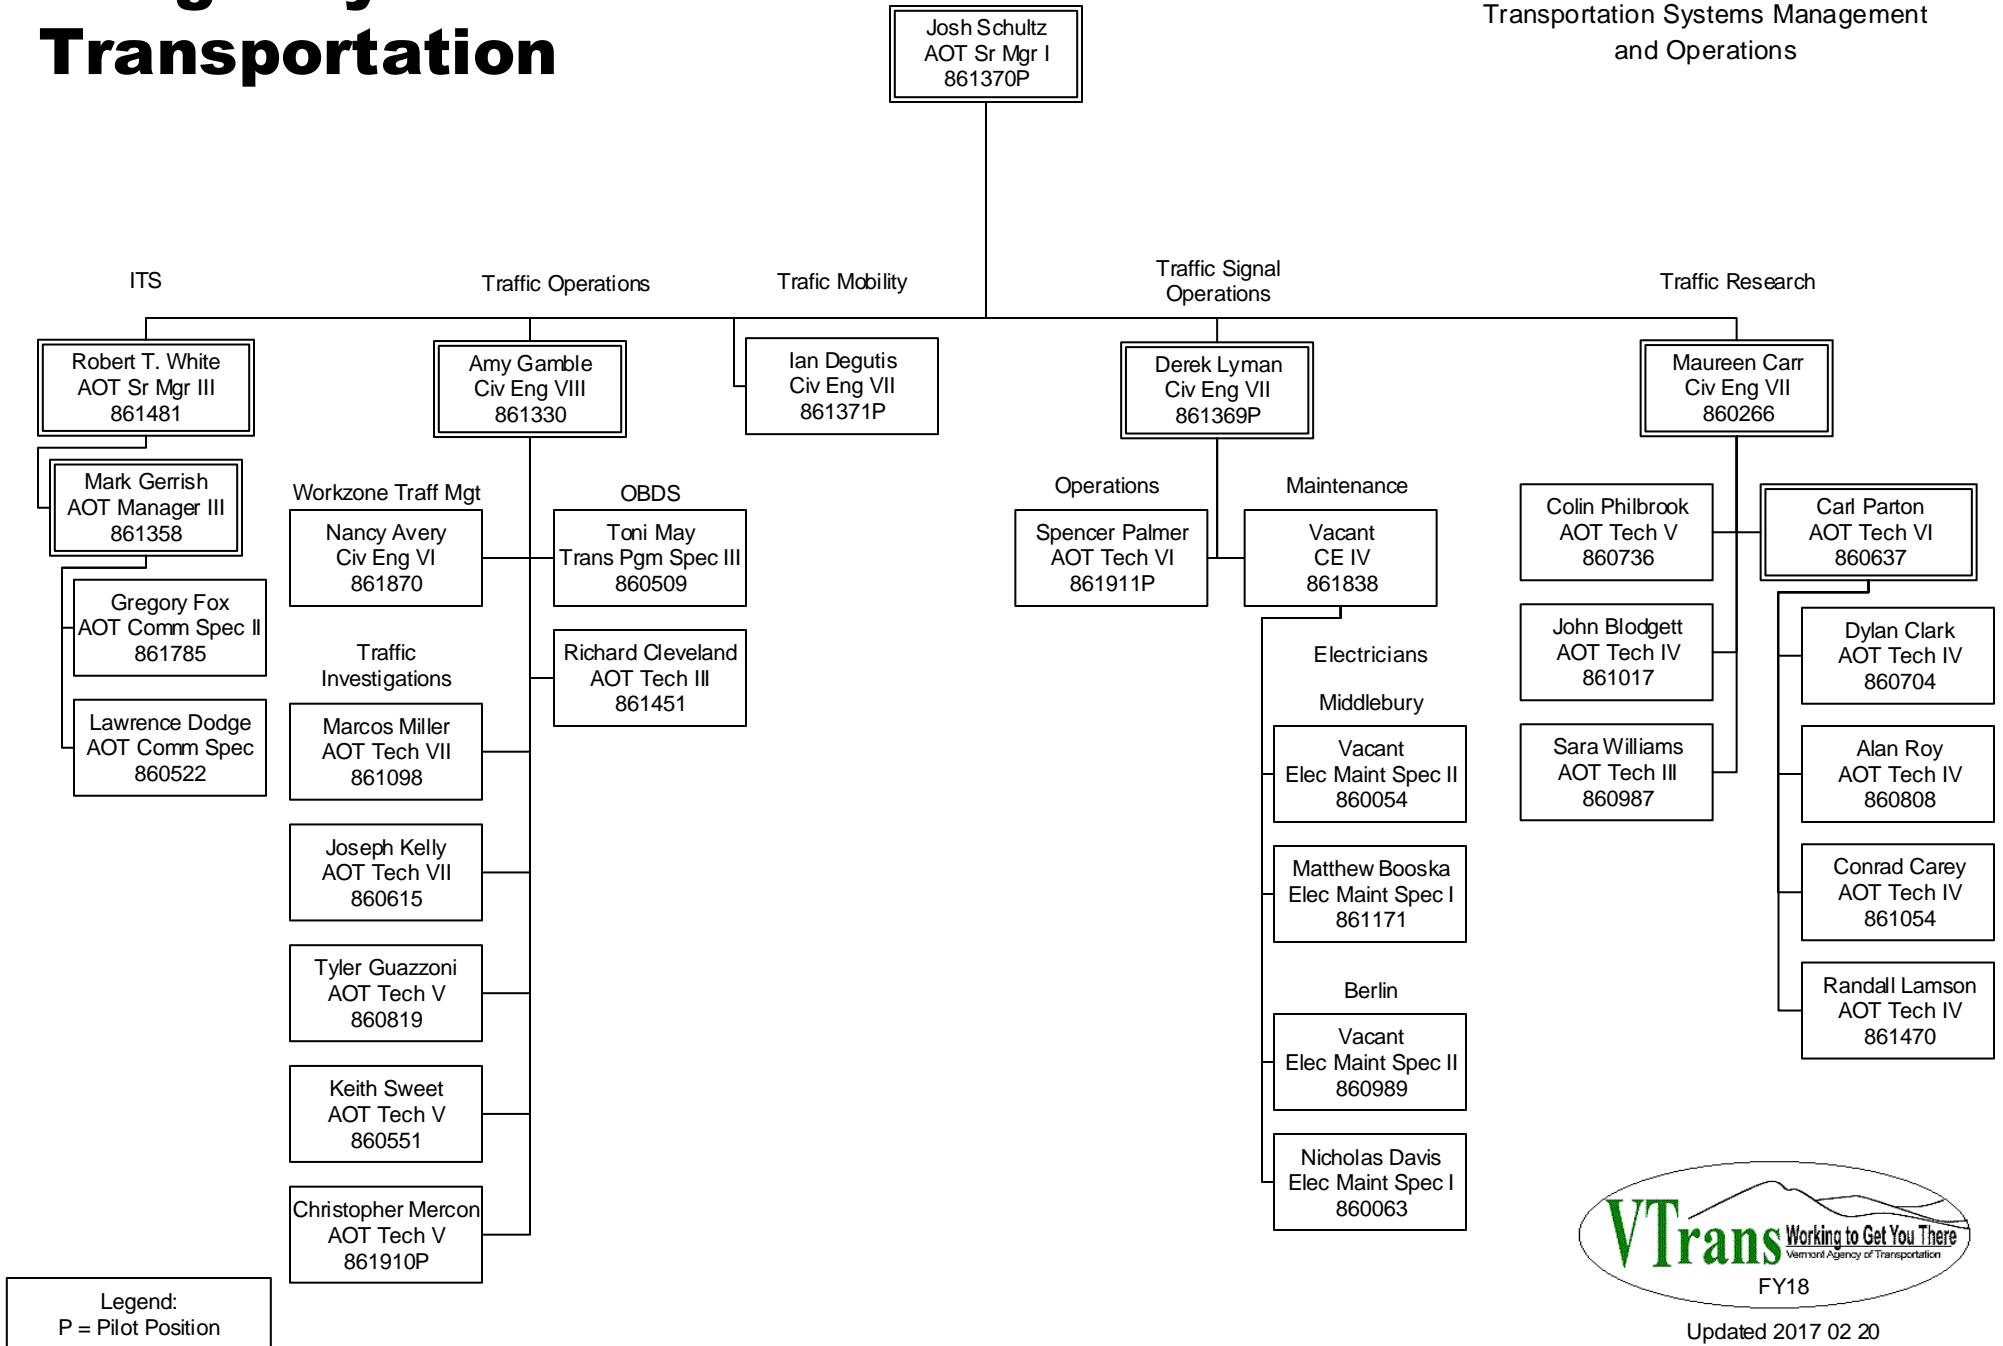 Transportation
Josh Schultz
AOT Sr Mgr I
861370P
Transportation Systems Management
and Operations
ITS
Traffic Operations
Trafic Mobility
Traffic Signal
Operations
Traffic Research
Robert T. White
AOT Sr Mgr III
861481
Amy Gamble
Civ Eng VIII
861330
Ian Degutis
Civ Eng VII
861371P
Derek Lyman
Civ Eng VII
861369P
Maureen Carr
Civ Eng VII
860266
Mark Gerrish
AOT Manager III
861358
Gregory Fox
AOT Comm Spec II
861785
Lawrence Dodge
AOT Comm Spec
860522
Workzone Traff Mgt
Nancy Avery
Civ Eng VI
861870
OBDS
Toni May
Trans Pgm Spec III
860509
Richard Cleveland
AOT Tech III
861451
Traffic
Investigations
Marcos Miller
AOT Tech VII
861098
Joseph Kelly
AOT Tech VII
860615
Tyler Guazzoni
AOT Tech V
860819
Keith Sweet
AOT Tech V
860551
Christopher Mercon
AOT Tech V
861910P
Operations
Spencer Palmer
AOT Tech VI
861911P
Maintenance
Vacant
CE IV
861838
Electricians
Middlebury
Vacant
Elec Maint Spec II
860054
Matthew Booska
Elec Maint Spec I
861171
Berlin
Vacant
Elec Maint Spec II
860989
Nicholas Davis
Elec Maint Spec I
860063
Colin Philbrook
AOT Tech V
860736
John Blodgett
AOT Tech IV
861017
Sara Williams
AOT Tech III
860987
Carl Parton
AOT Tech VI
860637
Dylan Clark
AOT Tech IV
860704
Alan Roy
AOT Tech IV
860808
Conrad Carey
AOT Tech IV
861054
Randall Lamson
AOT Tech IV
861470
Legend:
P = Pilot Position
VTrans Working to Get You There
Vermont Agency of Transportation
FY18
Updated 2017 02 20